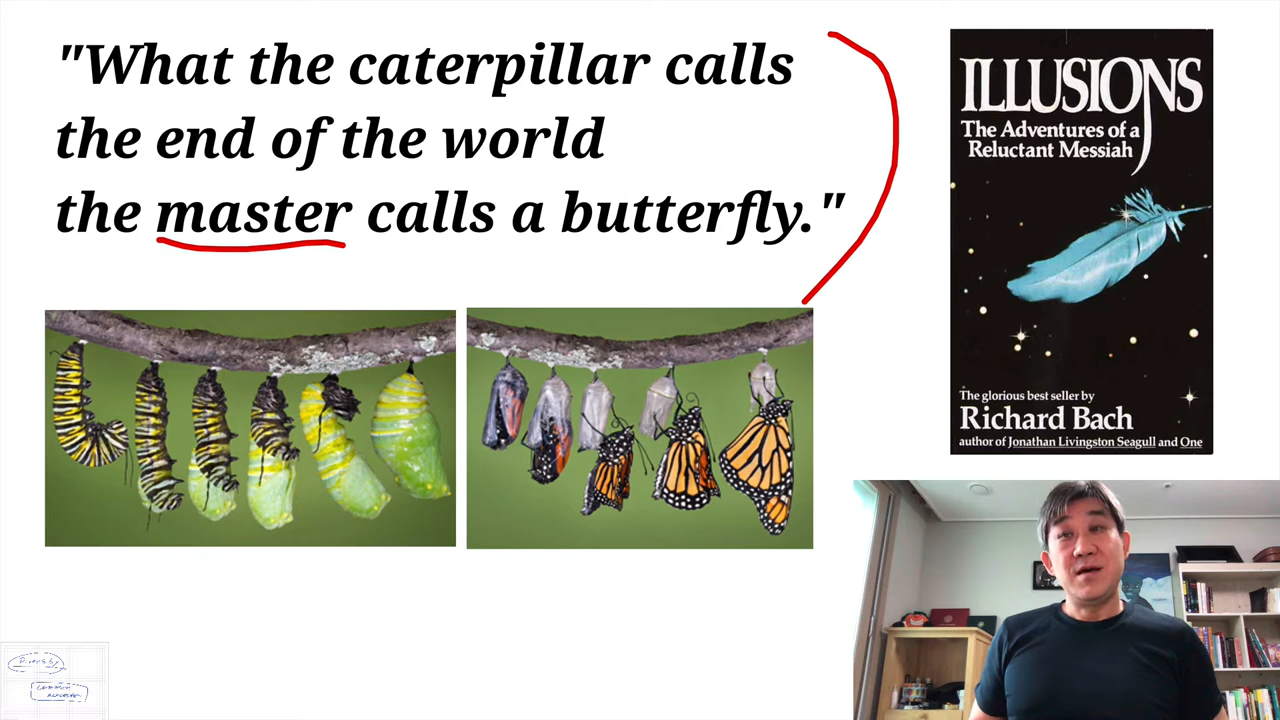 "What the caterpillar calls
the end of the world
the master calls a butterfly."
ILLUSIONS
The Adventures of a
Reluctant Messiah
The glorious best seller by
Richard Bach
author of Jonathan Livingston Seagull and One